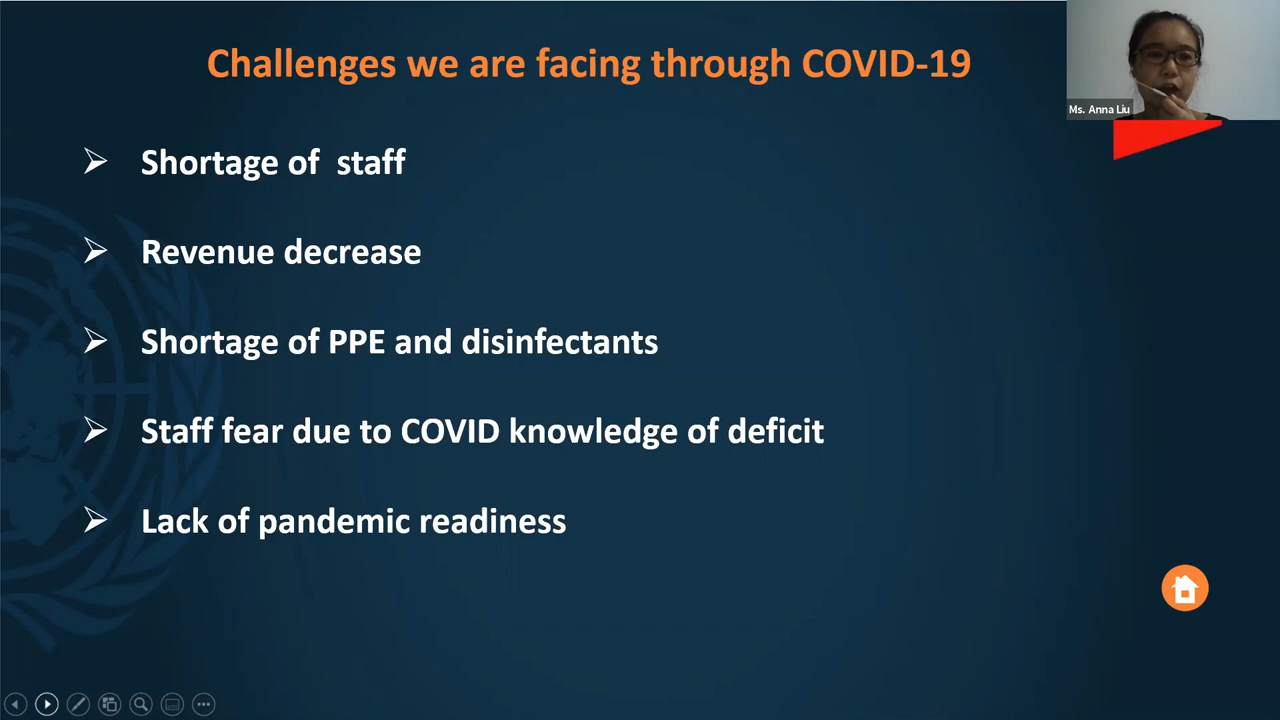 Challenges we are facing through COVID-19
Ms. Anna Liu
Shortage of  staff
Revenue decrease
Shortage of PPE and disinfectants
Staff fear due to COVID knowledge of deficit
Lack of pandemic readiness